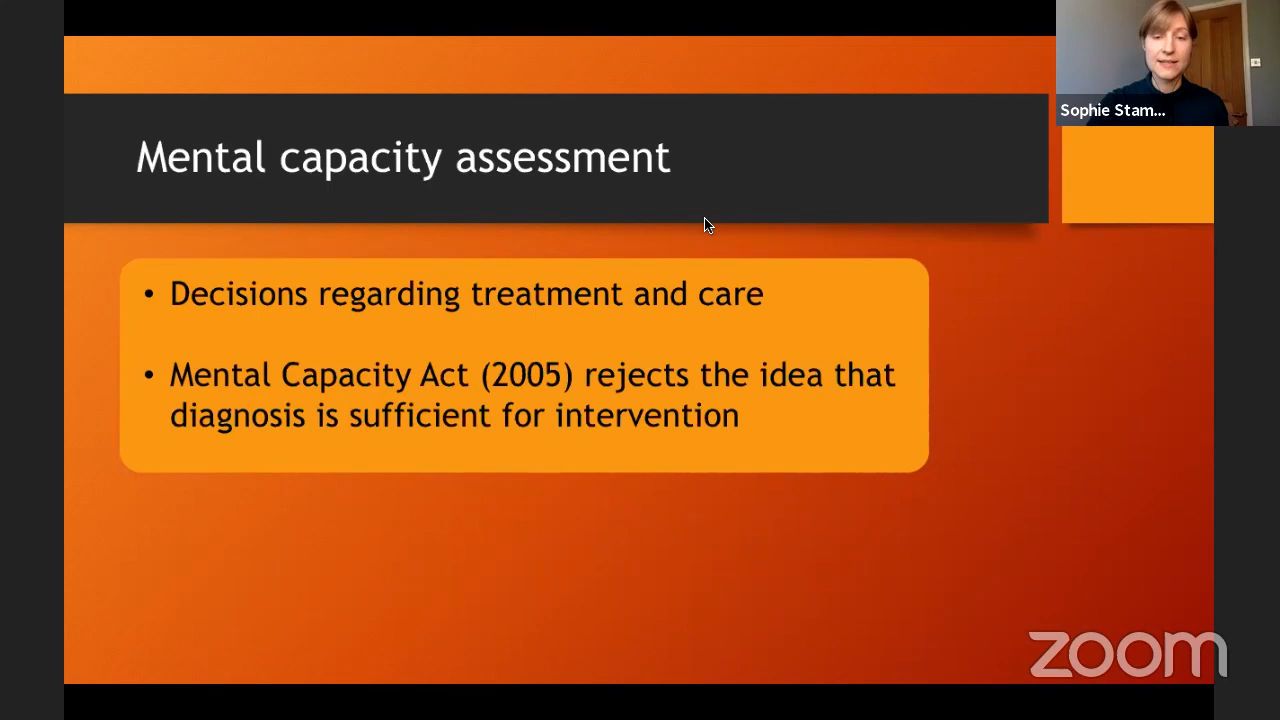 Sophie Stam...
Mental capacity assessment
• Decisions regarding treatment and care
• Mental Capacity Act (2005) rejects the idea that
diagnosis is sufficient for intervention
zoom